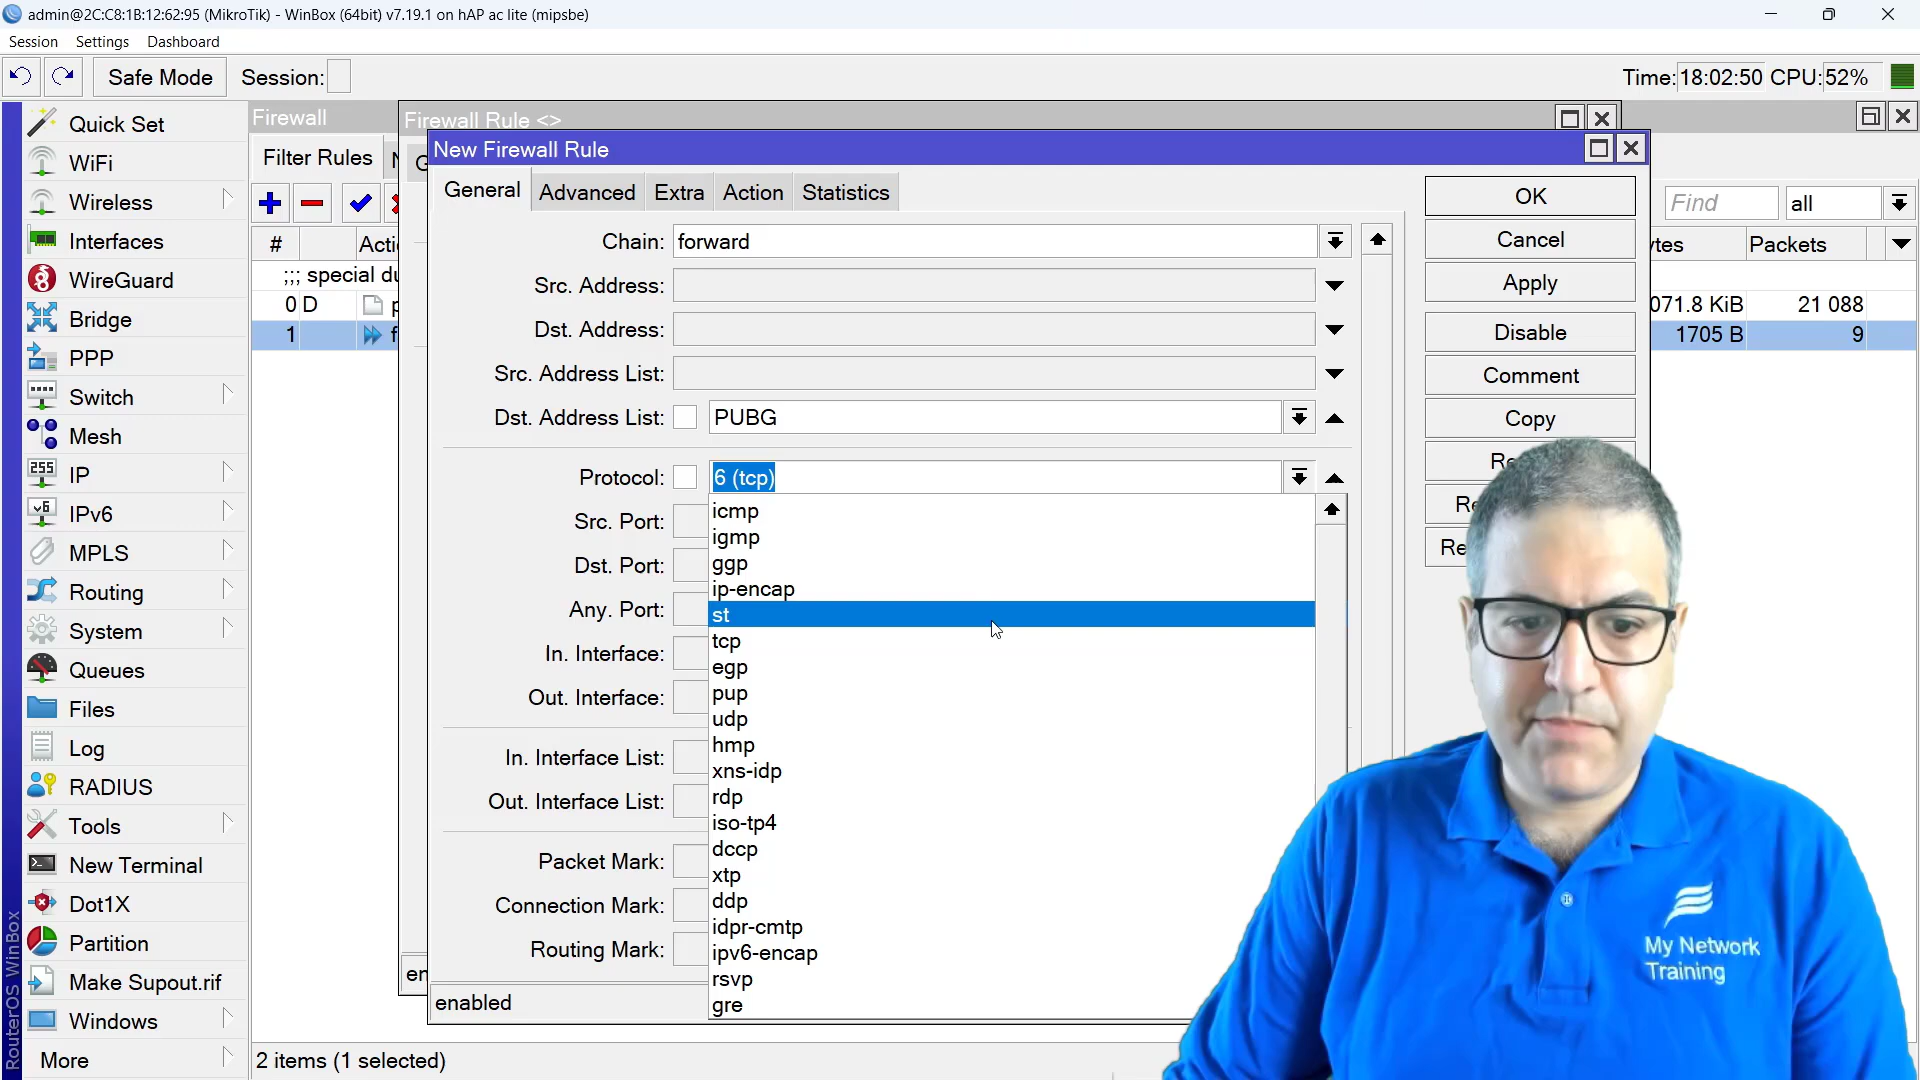 admin@2C:C8:1B:12:62:95 (MikroTik) - WinBox (64bit) v7.19.1 on hAP ac lite (mipsbe)
Session Settings Dashboard
Safe Mode Session: Time: 18:02:50 CPU: 52%
Quick Set
WiFi
Wireless
Interfaces
WireGuard
Bridge
PPP
Switch
Mesh
IP
IPv6
MPLS
Routing
System
Queues
Files
Log
RADIUS
Tools
New Terminal
Dot1X
Partition
Make Supout.rif
Windows
More
RouterOS WinBox
Firewall
Filter Rules
Find all
# Packets
;;; special
0 D 21 088
1 1705 B 9
2 items (1 selected)
Firewall Rule <>
New Firewall Rule
General Advanced Extra Action Statistics
Chain: forward
Src. Address:
Dst. Address:
Src. Address List:
Dst. Address List: PUBG
Protocol: 6 (tcp)
Src. Port:
Dst. Port:
Any. Port:
In. Interface:
Out. Interface:
In. Interface List:
Out. Interface List:
Packet Mark:
Connection Mark:
Routing Mark:
enabled
icmp
igmp
ggp
ip-encap
st
tcp
egp
pup
udp
hmp
xns-idp
rdp
iso-tp4
dccp
xtp
ddp
idpr-cmtp
ipv6-encap
rsvp
gre
OK
Cancel
Apply
Disable
Comment
Copy
My Network
Training